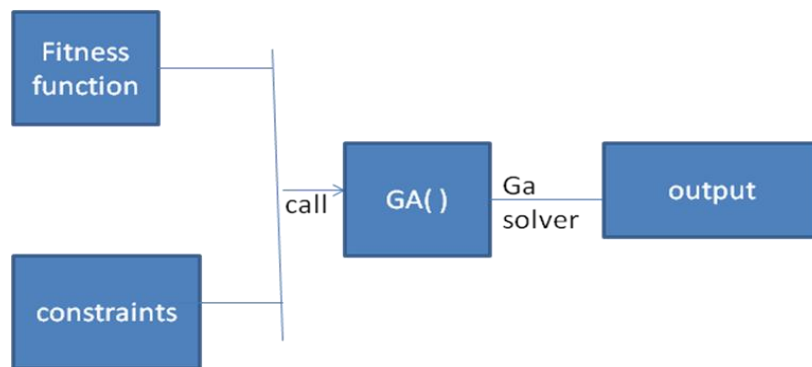 Fitness
function
constraints
call
GA( )
Ga
solver
output